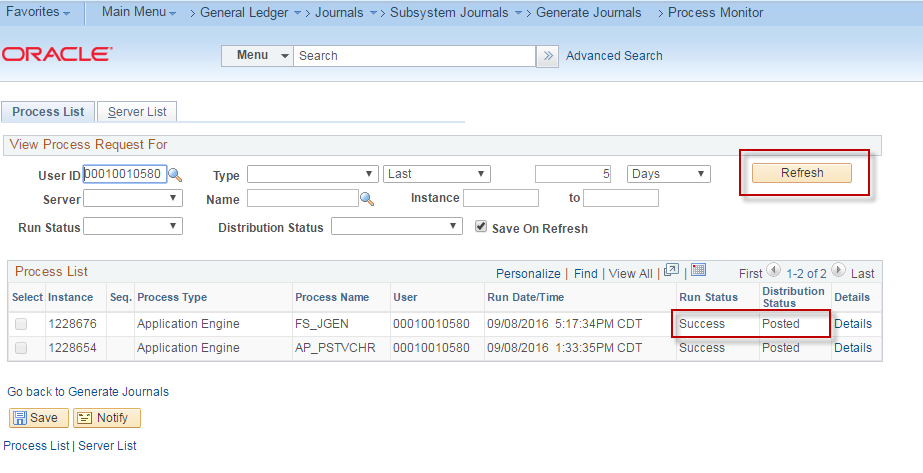 Favorites Main Menu > General Ledger > Journals > Subsystem Journals > Generate Journals > Process Monitor
ORACLE Menu Search Advanced Search
Process List Server List
View Process Request For
User ID 00010010580 Type Last 5 Days Refresh
Server Name Instance to
Run Status Distribution Status Save On Refresh
Process List Personalize | Find | View All | | First 1-2 of 2 Last
Select Instance Seq. Process Type Process Name User Run Date/Time Run Status Distribution Status Details
1228676 Application Engine FS_JGEN 00010010580 09/08/2016 5:17:34PM CDT Success Posted Details
1228654 Application Engine AP_PSTVCHR 00010010580 09/08/2016 1:33:35PM CDT Success Posted Details
Go back to Generate Journals
Save Notify
Process List | Server List